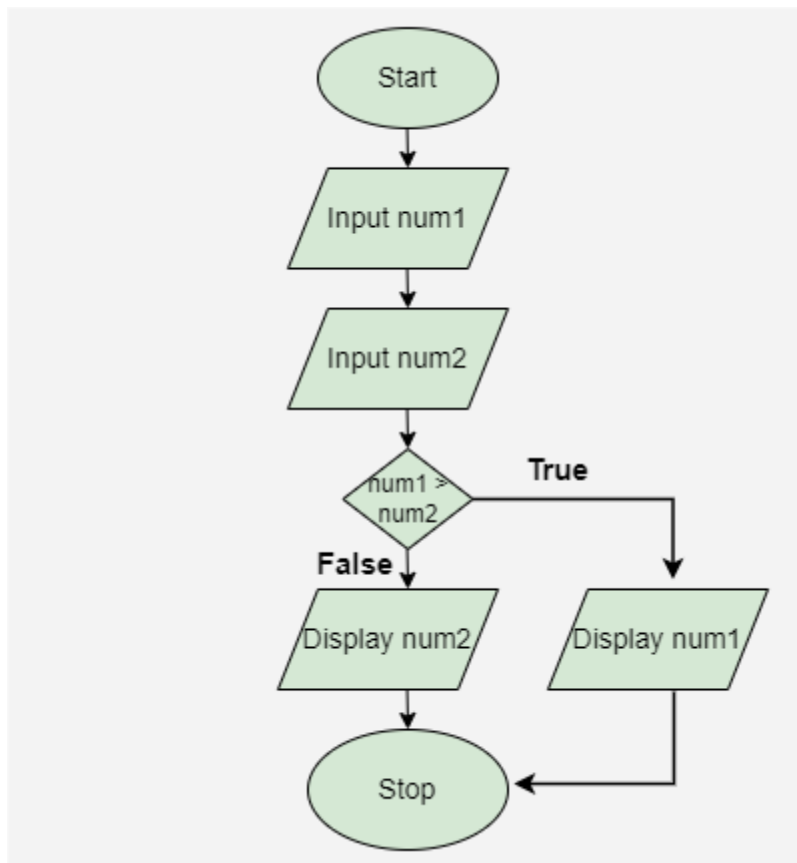 Start
Input num1
Input num2
num1 >
num2
True
False
Display num2
Display num1
Stop